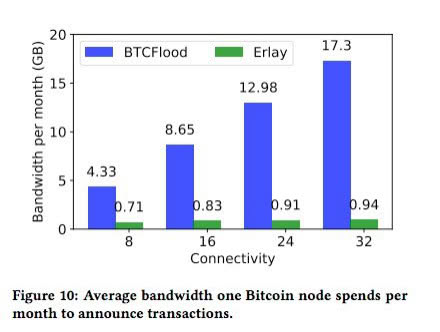 20
15
10
5
0
Bandwidth per month (GB)
BTCFlood
Erlay
4.33
0.71
8.65
0.83
12.98
0.91
17.3
0.94
8
16
24
32
Connectivity
Figure 10: Average bandwidth one Bitcoin node spends per
month to announce transactions.